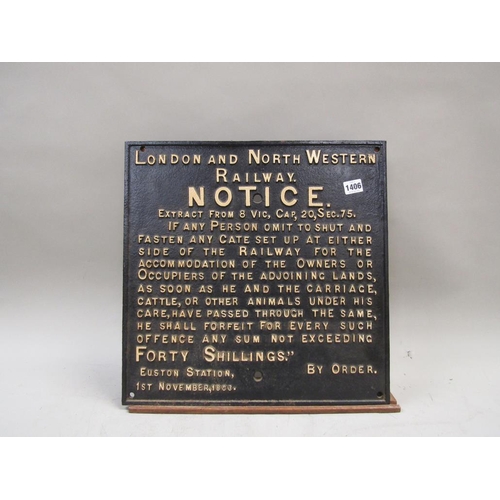 LONDON AND NORTH WESTERN
RAILWAY.
1406
NOTICE.
EXTRACT FROM 8 VIC, CAP, 20, SEC. 75.
IF ANY PERSON OMIT TO SHUT AND
FASTEN ANY GATE SET UP AT EITHER
SIDE OF THE RAILWAY FOR THE
ACCOMMODATION OF THE OWNERS OR
OCCUPIERS OF THE ADJOINING LANDS,
AS SOON AS HE AND THE CARRIAGE,
CATTLE, OR OTHER ANIMALS UNDER HIS
CARE, HAVE PASSED THROUGH THE SAME,
HE SHALL FORFEIT FOR EVERY SUCH
OFFENCE ANY SUM NOT EXCEEDING
FORTY SHILLINGS."
EUSTON STATION, BY ORDER.
1ST NOVEMBER,